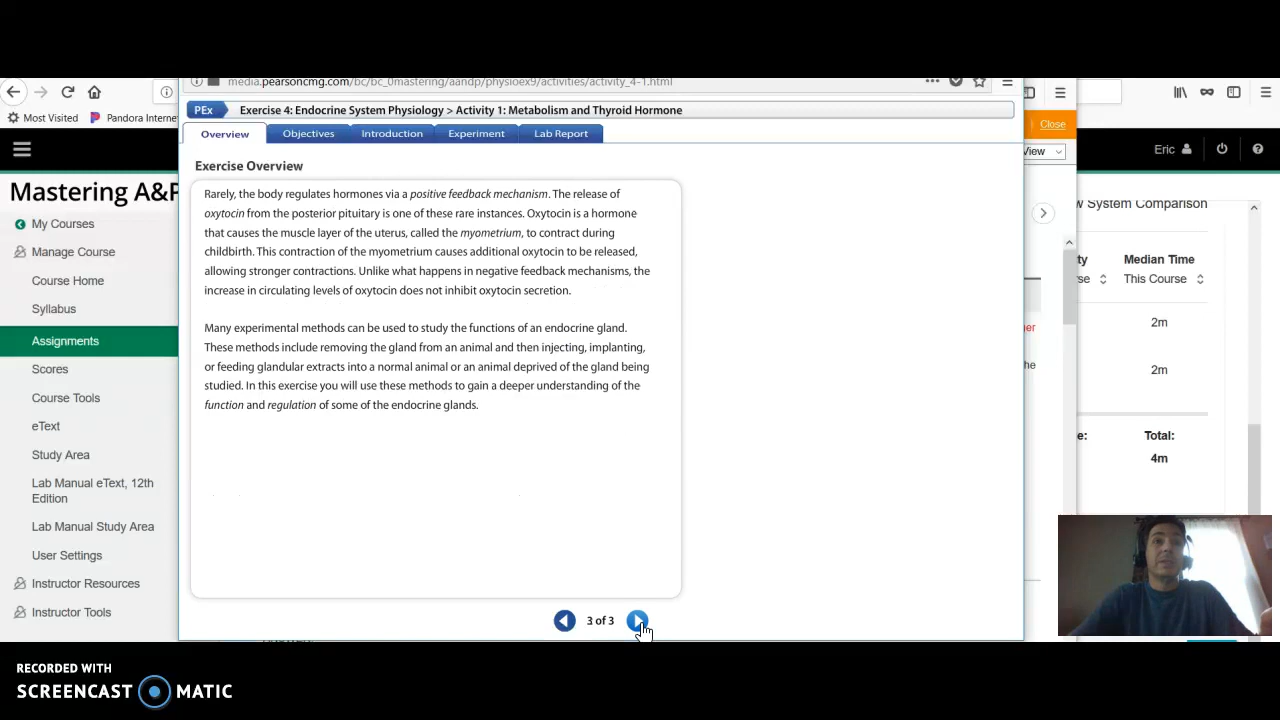 media.pearsoncmg.com/bc/bc_0mastering/aandp/physioex9/activities/activity_4-1.html
Most Visited
Pandora Interne
PEx
Exercise 4: Endocrine System Physiology > Activity 1: Metabolism and Thyroid Hormone
Close
Overview
Objectives
Introduction
Experiment
Lab Report
View
Eric
Mastering A&P
My Courses
Manage Course
Course Home
Syllabus
Assignments
Scores
Course Tools
eText
Study Area
Lab Manual eText, 12th
Edition
Lab Manual Study Area
User Settings
Instructor Resources
Instructor Tools
Exercise Overview
Rarely, the body regulates hormones via a positive feedback mechanism. The release of
oxytocin from the posterior pituitary is one of these rare instances. Oxytocin is a hormone
that causes the muscle layer of the uterus, called the myometrium, to contract during
childbirth. This contraction of the myometrium causes additional oxytocin to be released,
allowing stronger contractions. Unlike what happens in negative feedback mechanisms, the
increase in circulating levels of oxytocin does not inhibit oxytocin secretion.
Many experimental methods can be used to study the functions of an endocrine gland.
These methods include removing the gland from an animal and then injecting, implanting,
or feeding glandular extracts into a normal animal or an animal deprived of the gland being
studied. In this exercise you will use these methods to gain a deeper understanding of the
function and regulation of some of the endocrine glands.
3 of 3
w System Comparison
ty
Median Time
se
This Course
2m
er
he
2m
e:
Total:
4m
RECORDED WITH
SCREENCAST MATIC